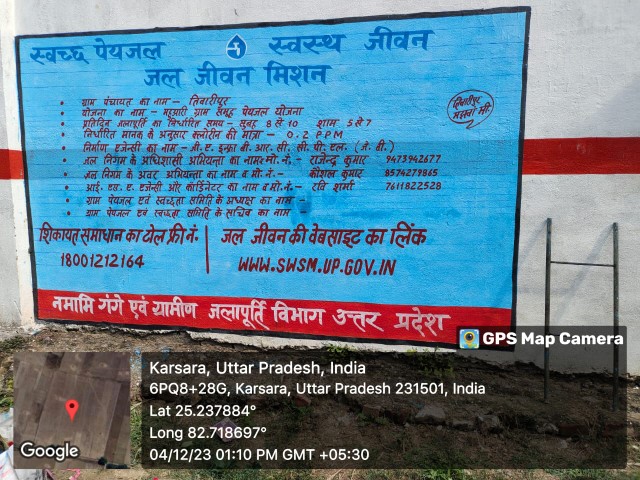 स्वच्छ पेयजल स्वस्थ जीवन
जल जीवन मिशन
• ग्राम पंचायत का नाम – तिवारीपुर
• योजना का नाम – महुआरी ग्राम समूह पेयजल योजना
• प्रतिदिन जलापूर्ति का निर्धारित समय – सुबह 8 से 10 शाम 5 से 7
• निर्धारित मानक के अनुसार क्लोरीन की मात्रा – 0.2 PPM
• निर्माण एजेन्सी का नाम – जी. ए. इन्फ्रा बी. आर. सी. सी. पी. एल. (जे. वी.)
• जल निगम के अधिशासी अभियन्ता का नाम व मो. नं. – राजेन्द्र कुमार 9473942677
• जल निगम के अवर अभियन्ता का नाम व मो. नं. – कौशल कुमार 8574279865
• आई. एस. ए. एजेन्सी और कोर्डिनेटर का नाम व मो. नं. – रवि शर्मा 7611822528
• ग्राम पेयजल एवं स्वच्छता समिति के अध्यक्ष का नाम –
• ग्राम पेयजल एवं स्वच्छता समिति के सचिव का नाम –
तिवारीपुर
शिकायत समाधान का टोल फ्री नं.
18001212164
जल जीवन की वेबसाइट का लिंक
WWW.SWSM.UP.GOV.IN
नमामि गंगे एवं ग्रामीण जलापूर्ति विभाग उत्तर प्रदेश
GPS Map Camera
Karsara, Uttar Pradesh, India
6PQ8+28G, Karsara, Uttar Pradesh 231501, India
Lat 25.237884°
Long 82.718697°
04/12/23 01:10 PM GMT +05:30
Google